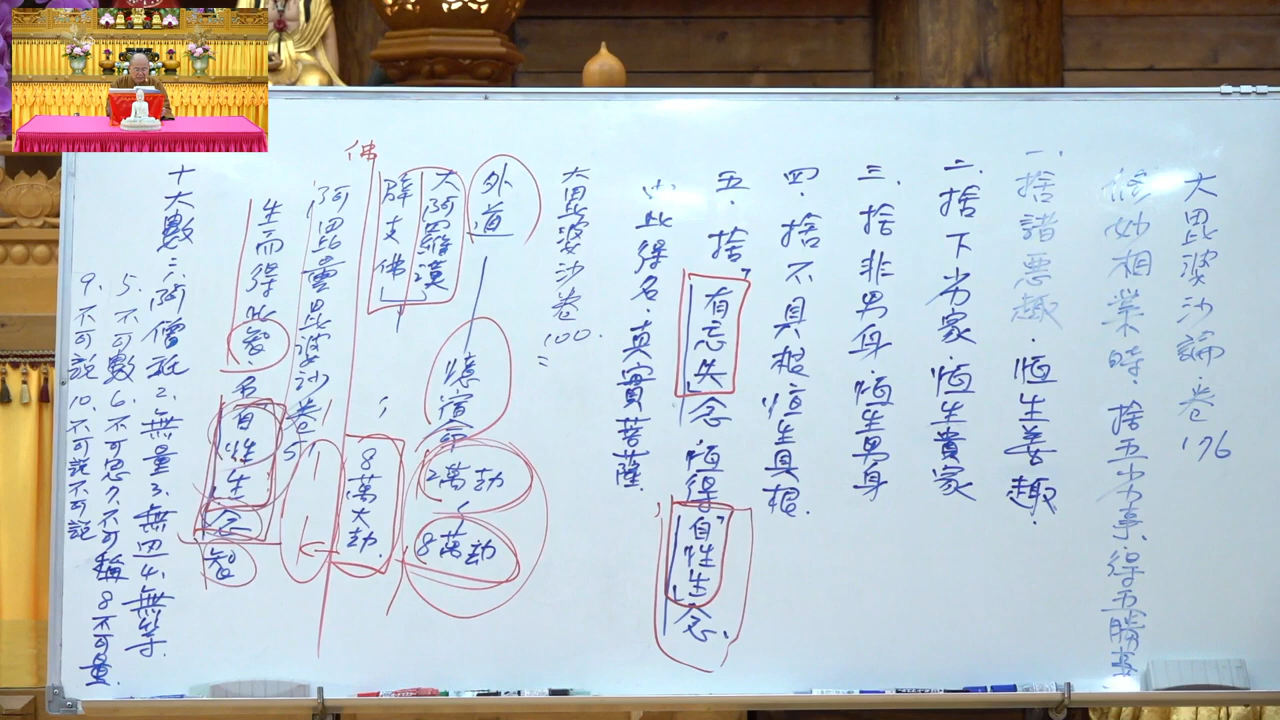 大毘婆沙論卷176
修妙相業時．捨五劣事．得五勝事
一．捨諸惡趣．恆生善趣．
二．捨下劣家．恆生貴家
三．捨非男身．恆生男身
四．捨不具根恆生具根．
五．捨「有忘失」念．恆得「自性生」念．
由此得名．真實菩薩．
大毘婆沙卷100．=
外道
憶宿命
2萬劫
8萬劫
大阿羅漢
辟支佛
8萬大劫．
佛
阿毘曇毘婆沙卷5
生而得此智．名自性生念智
十大數：1．阿僧祇2．無量3．無邊4．無等．
5．不可數6．不可思7．不可稱8不可量．
9．不可說10．不可說不可說